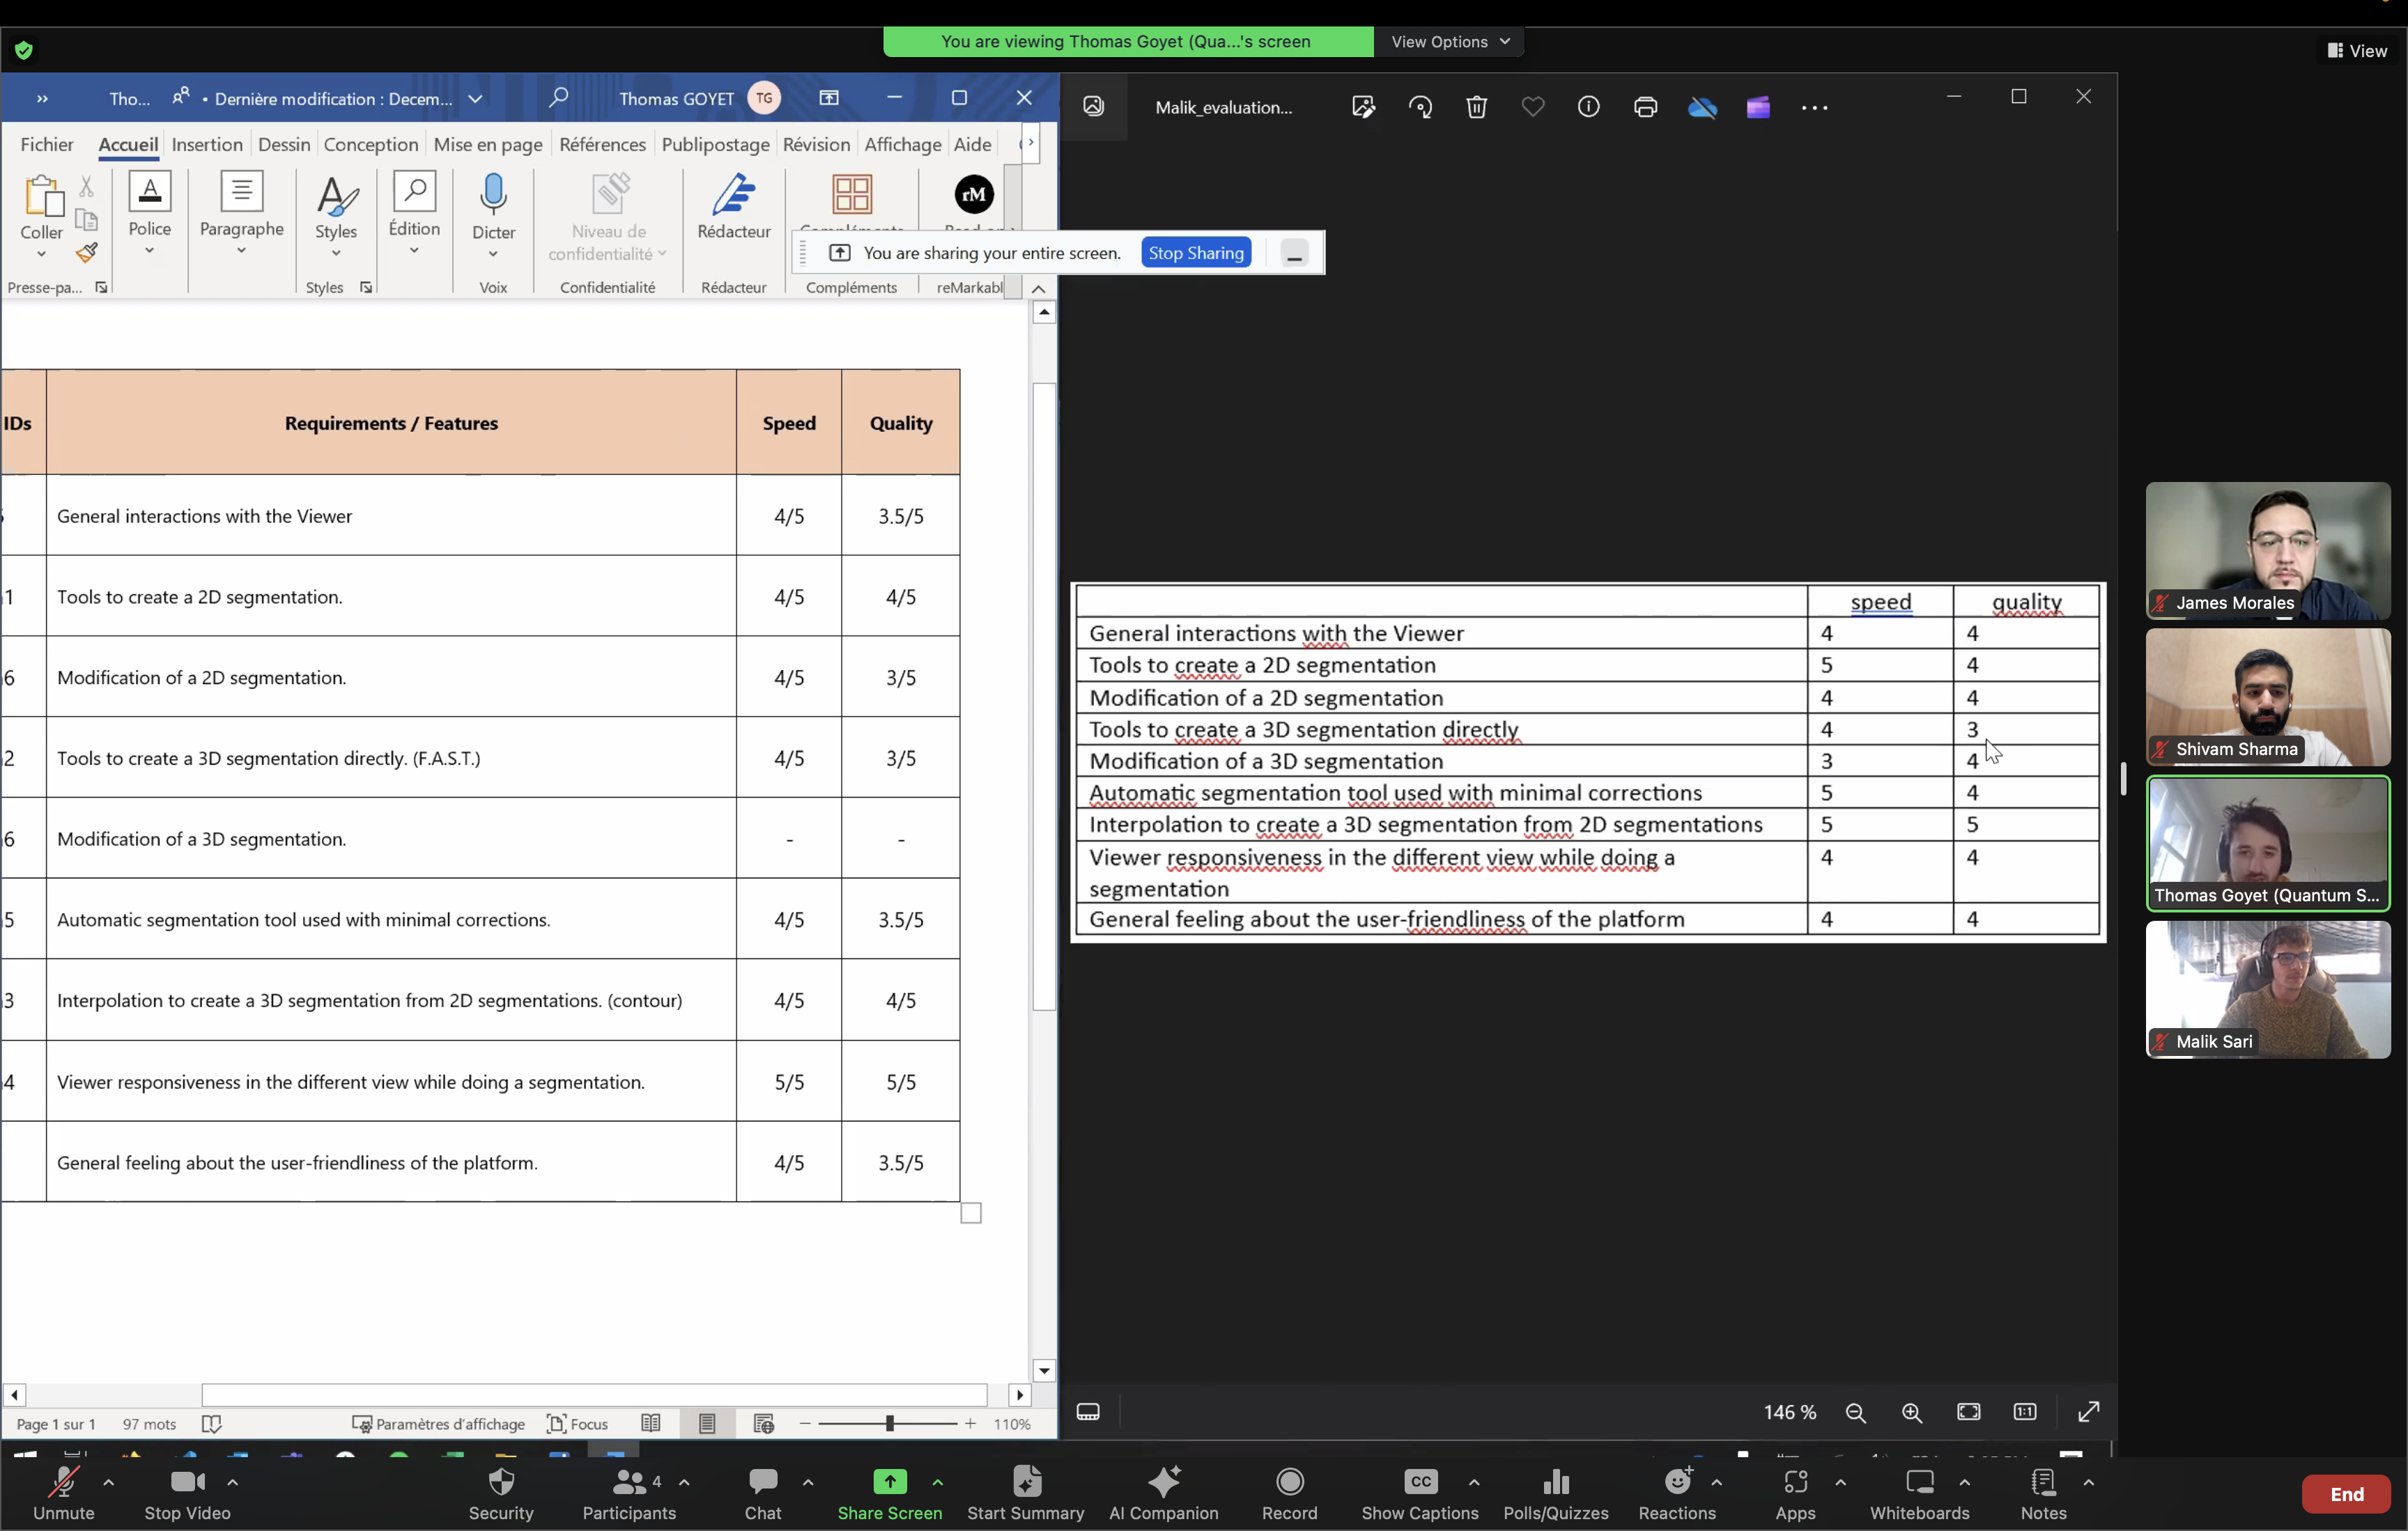 You are viewing Thomas Goyet (Qua...'s screen
View Options
View
Tho...
• Dernière modification : Decem...
Thomas GOYET
TG
Malik_evaluation...
Fichier Accueil Insertion Dessin Conception Mise en page Références Publipostage Révision Affichage Aide
rM
Coller Police Paragraphe Styles Édition Dicter Niveau de confidentialité Rédacteur
You are sharing your entire screen. Stop Sharing
Presse-pa... Styles Voix Confidentialité Rédacteur Compléments reMarkabl
IDs Requirements / Features Speed Quality
General interactions with the Viewer 4/5 3.5/5
1 Tools to create a 2D segmentation. 4/5 4/5
6 Modification of a 2D segmentation. 4/5 3/5
2 Tools to create a 3D segmentation directly. (F.A.S.T.) 4/5 3/5
6 Modification of a 3D segmentation. - -
5 Automatic segmentation tool used with minimal corrections. 4/5 3.5/5
3 Interpolation to create a 3D segmentation from 2D segmentations. (contour) 4/5 4/5
4 Viewer responsiveness in the different view while doing a segmentation. 5/5 5/5
General feeling about the user-friendliness of the platform. 4/5 3.5/5
speed quality
General interactions with the Viewer 4 4
Tools to create a 2D segmentation 5 4
Modification of a 2D segmentation 4 4
Tools to create a 3D segmentation directly 4 3
Modification of a 3D segmentation 3 4
Automatic segmentation tool used with minimal corrections 5 4
Interpolation to create a 3D segmentation from 2D segmentations 5 5
Viewer responsiveness in the different view while doing a 4 4
segmentation
General feeling about the user-friendliness of the platform 4 4
James Morales
Shivam Sharma
Thomas Goyet (Quantum S...
Malik Sari
Page 1 sur 1 97 mots Paramètres d'affichage Focus 110%
146 %
1:1
4
CC
Unmute Stop Video Security Participants Chat Share Screen Start Summary AI Companion Record Show Captions Polls/Quizzes Reactions Apps Whiteboards Notes End